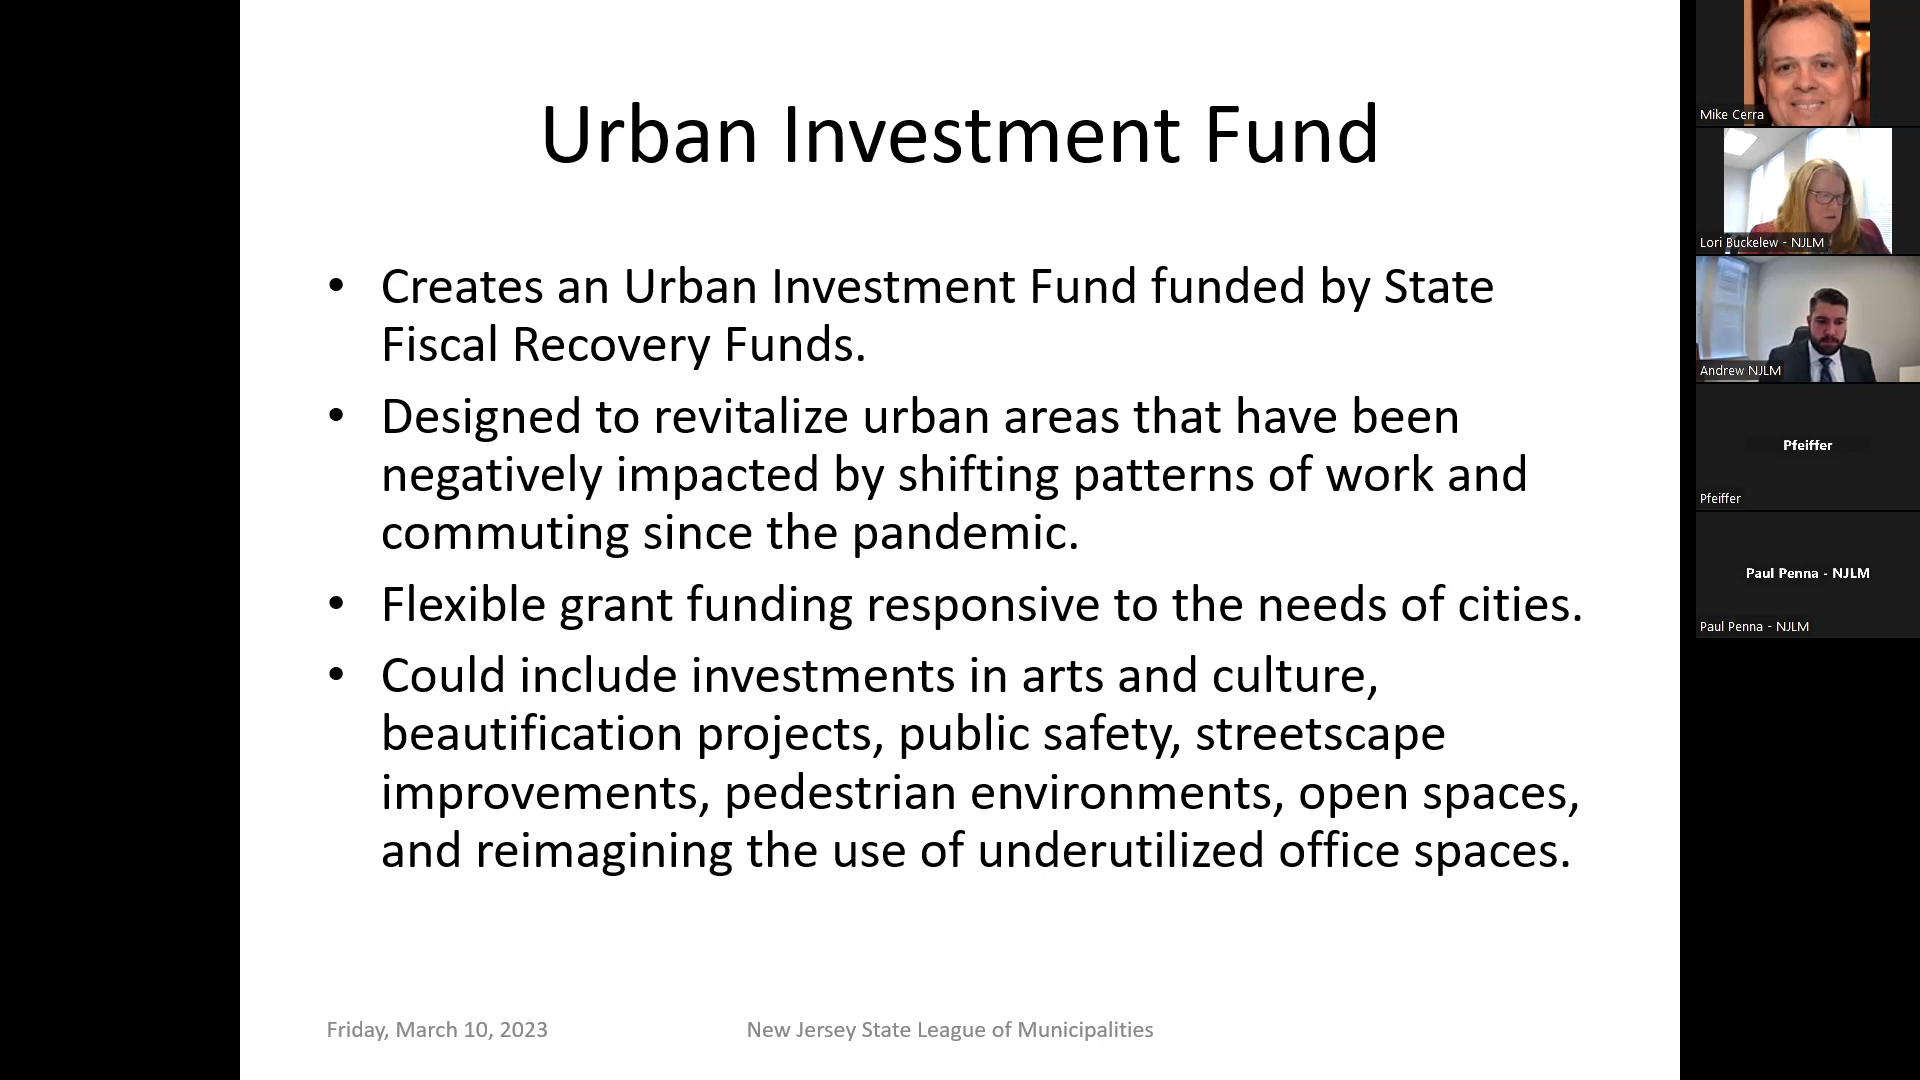 Urban Investment Fund
• Creates an Urban Investment Fund funded by State
Fiscal Recovery Funds.
• Designed to revitalize urban areas that have been
negatively impacted by shifting patterns of work and
commuting since the pandemic.
• Flexible grant funding responsive to the needs of cities.
• Could include investments in arts and culture,
beautification projects, public safety, streetscape
improvements, pedestrian environments, open spaces,
and reimagining the use of underutilized office spaces.
Friday, March 10, 2023
New Jersey State League of Municipalities
Mike Cerra
Lori Buckelew - NJLM
Andrew NJLM
Pfeiffer
Pfeiffer
Paul Penna - NJLM
Paul Penna - NJLM